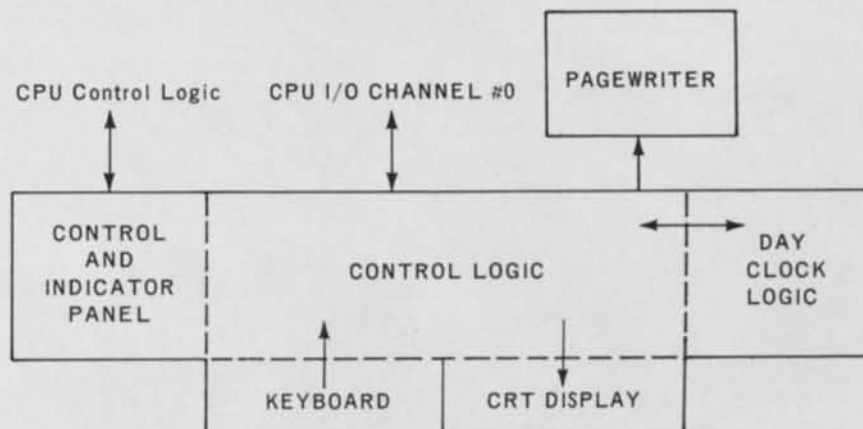 PAGEWRITER
CPU Control Logic
CPU I/O CHANNEL #0
CONTROL
AND
INDICATOR
PANEL
CONTROL LOGIC
DAY
CLOCK
LOGIC
KEYBOARD
CRT DISPLAY